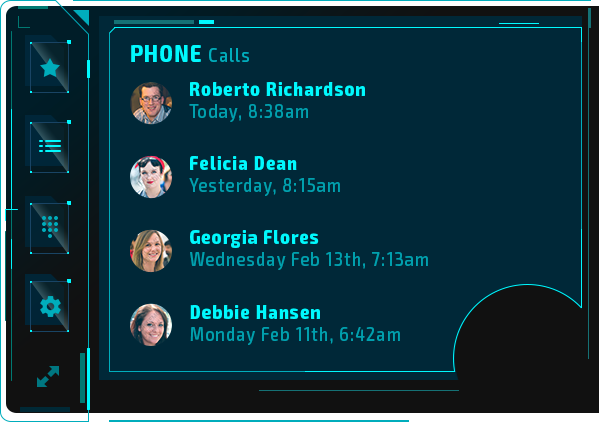 PHONE Calls
Roberto Richardson
Today, 8:38am
Felicia Dean
Yesterday, 8:15am
Georgia Flores
Wednesday Feb 13th, 7:13am
Debbie Hansen
Monday Feb 11th, 6:42am